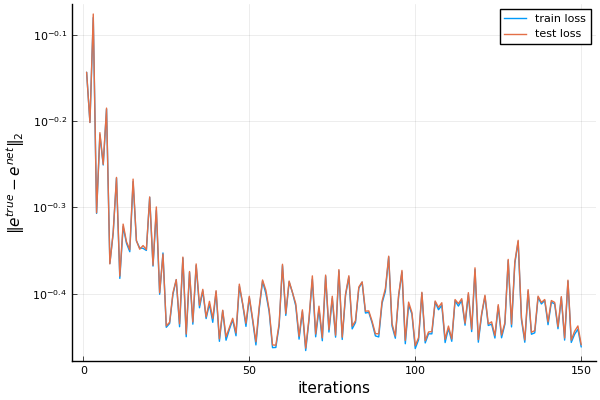 train loss
test loss
10^-0.1
10^-0.2
10^-0.3
10^-0.4
‖e^true − e^net‖₂
0
50
100
150
iterations